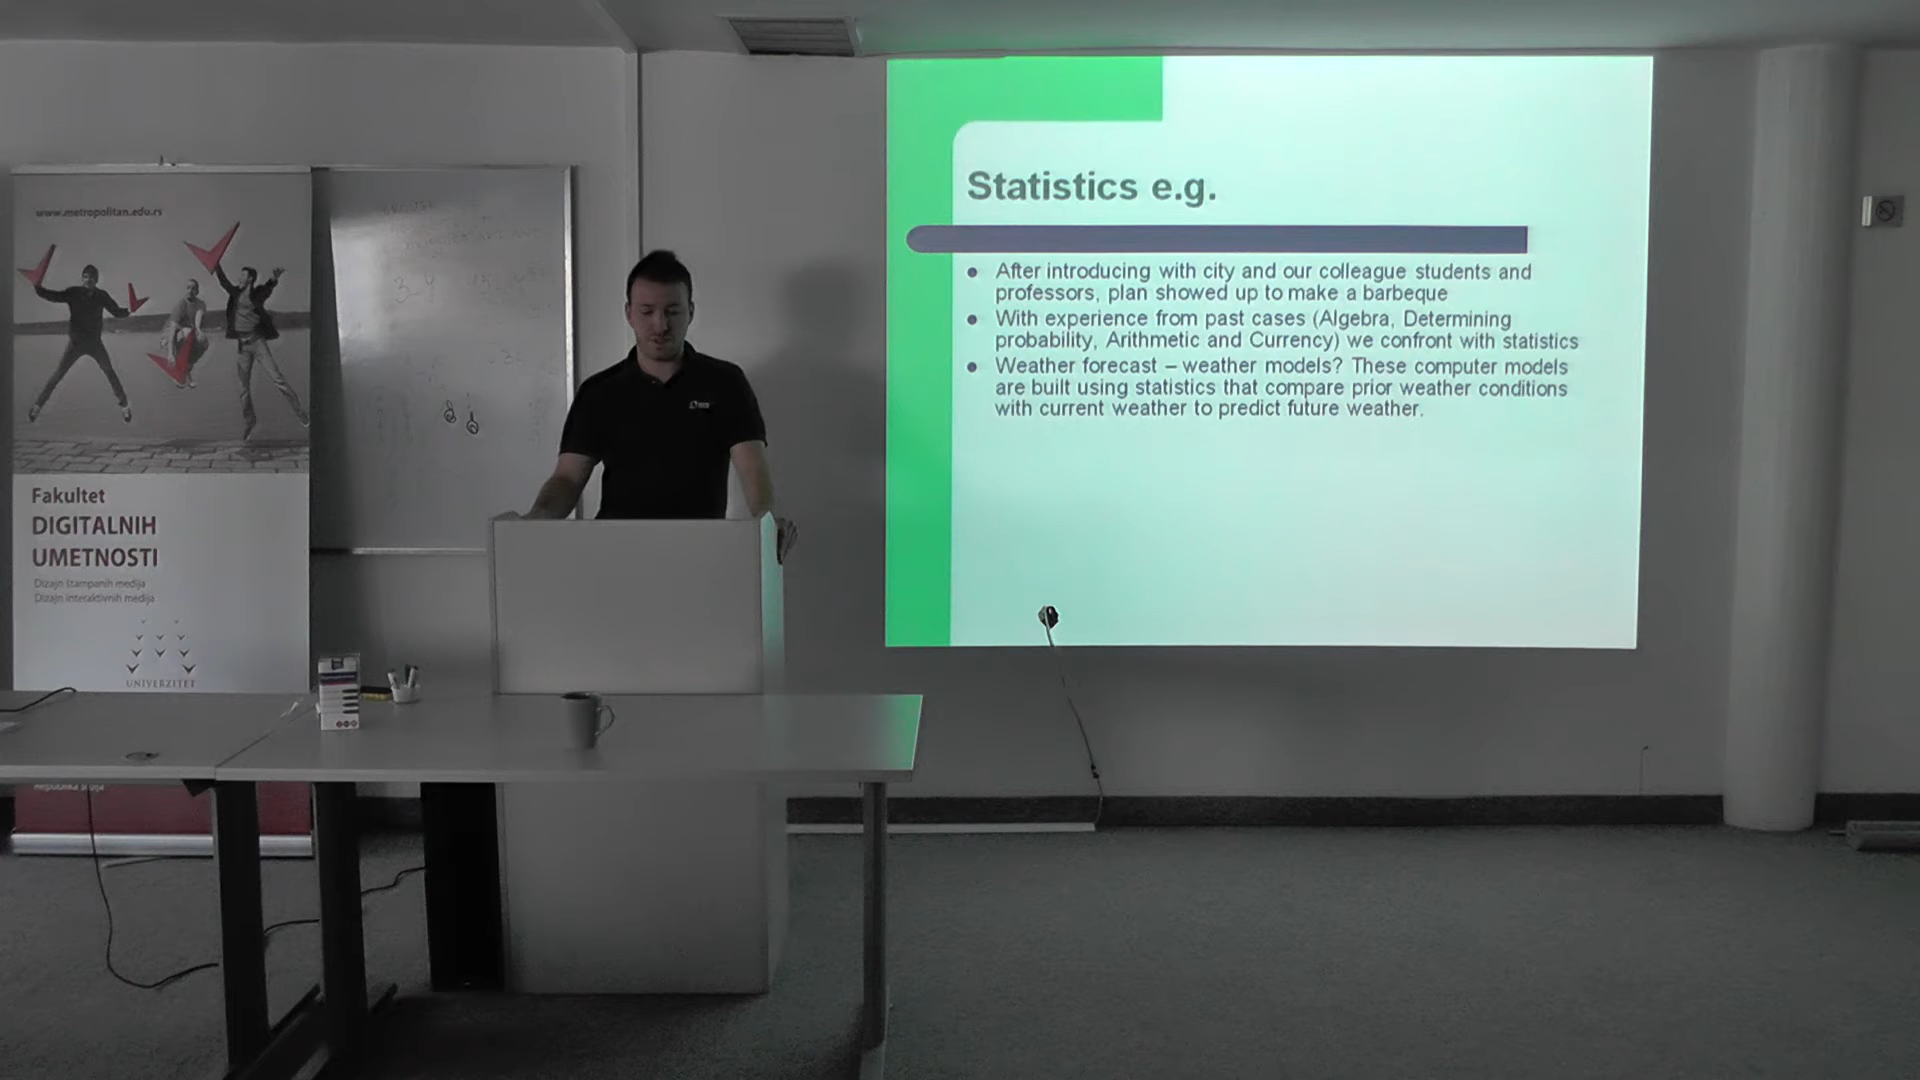 www.metropolitan.edu.rs
Fakultet
DIGITALNIH
UMETNOSTI
Dizajn štampanih medija
Dizajn interaktivnih medija
UNIVERZITET
3-4
Statistics e.g.
After introducing with city and our colleague students and
professors, plan showed up to make a barbeque
With experience from past cases (Algebra, Determining
probability, Arithmetic and Currency) we confront with statistics
Weather forecast – weather models? These computer models
are built using statistics that compare prior weather conditions
with current weather to predict future weather.